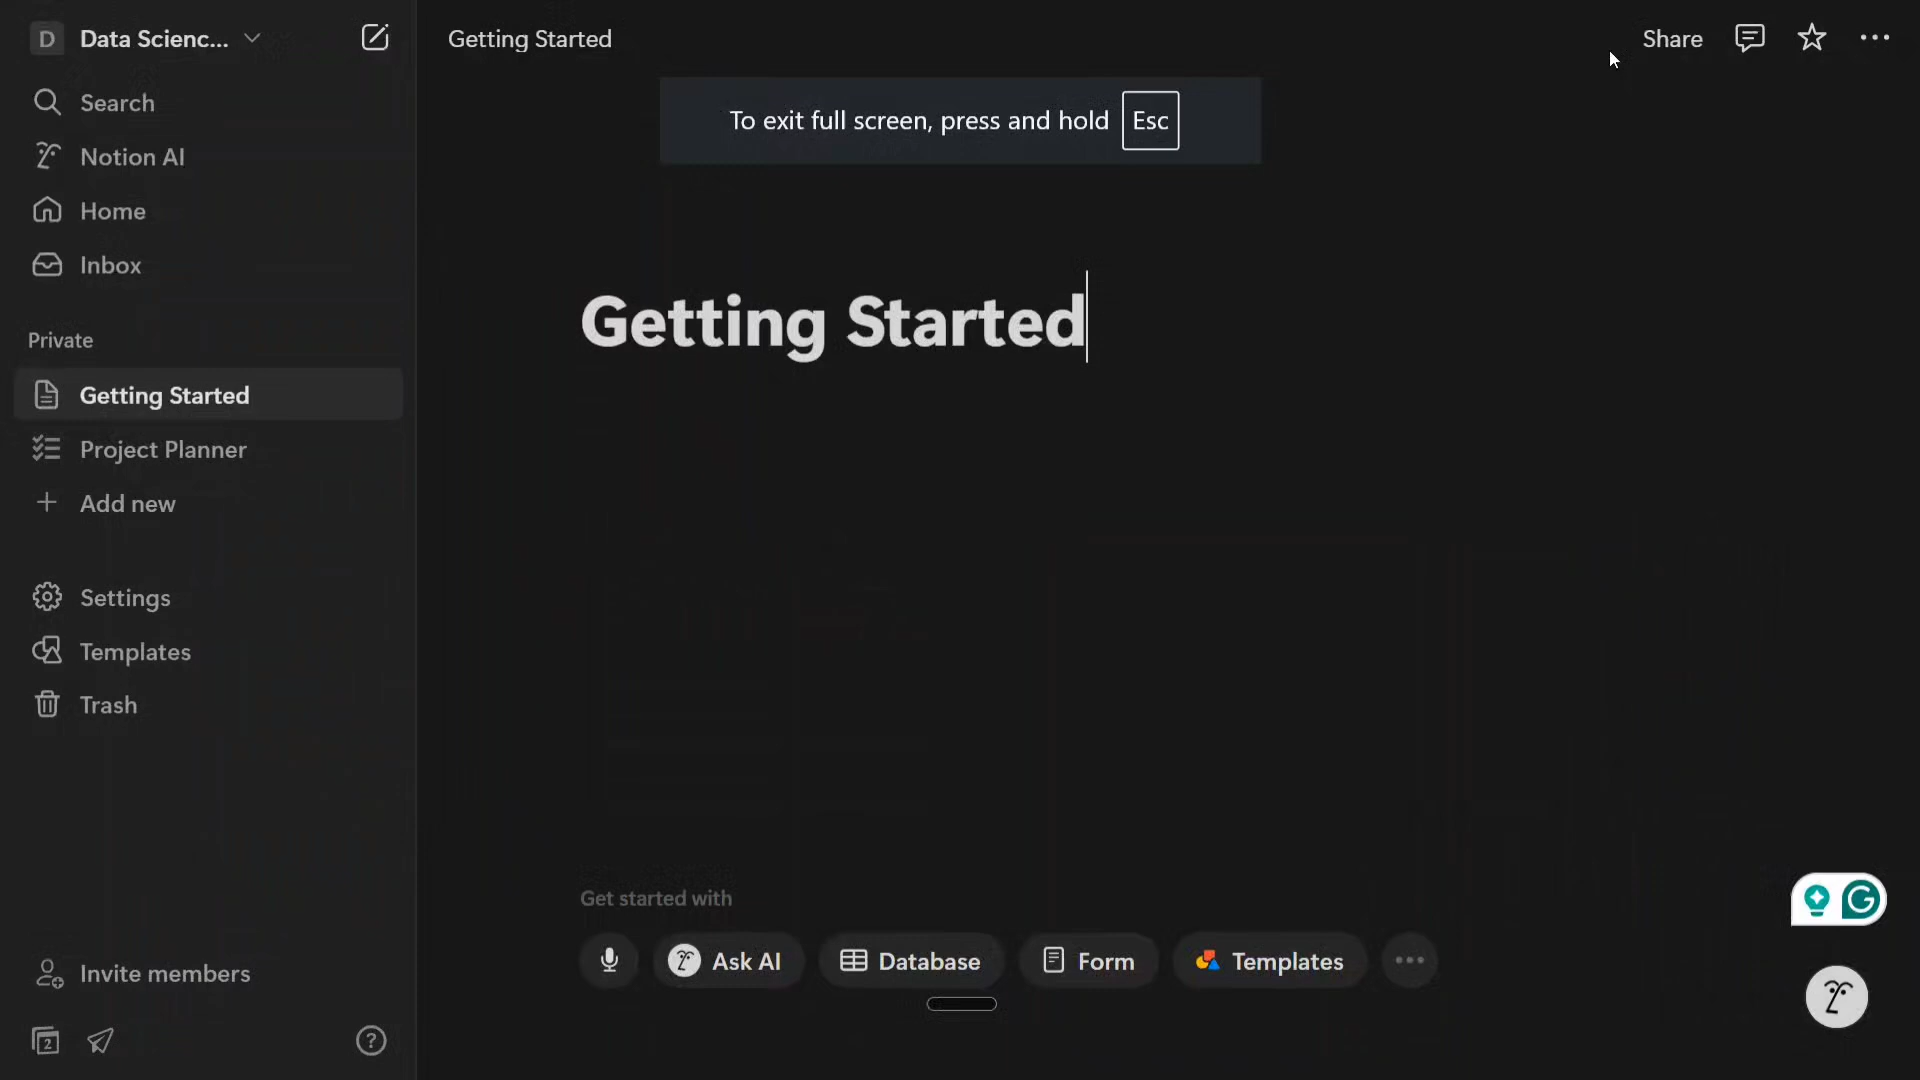 D Data Scienc...
Getting Started
Share
To exit full screen, press and hold Esc
Search
Notion AI
Home
Inbox
Private
Getting Started
Project Planner
Add new
Settings
Templates
Trash
Invite members
2
?
Getting Started
Get started with
Ask AI
Database
Form
Templates
G